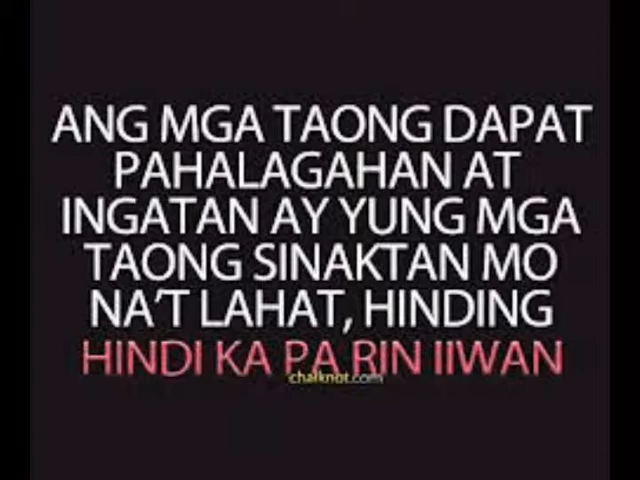 ANG MGA TAONG DAPAT
PAHALAGAHAN AT
INGATAN AY YUNG MGA
TAONG SINAKTAN MO
NA'T LAHAT, HINDING
HINDI KA PA RIN IIWAN
chalknot.com